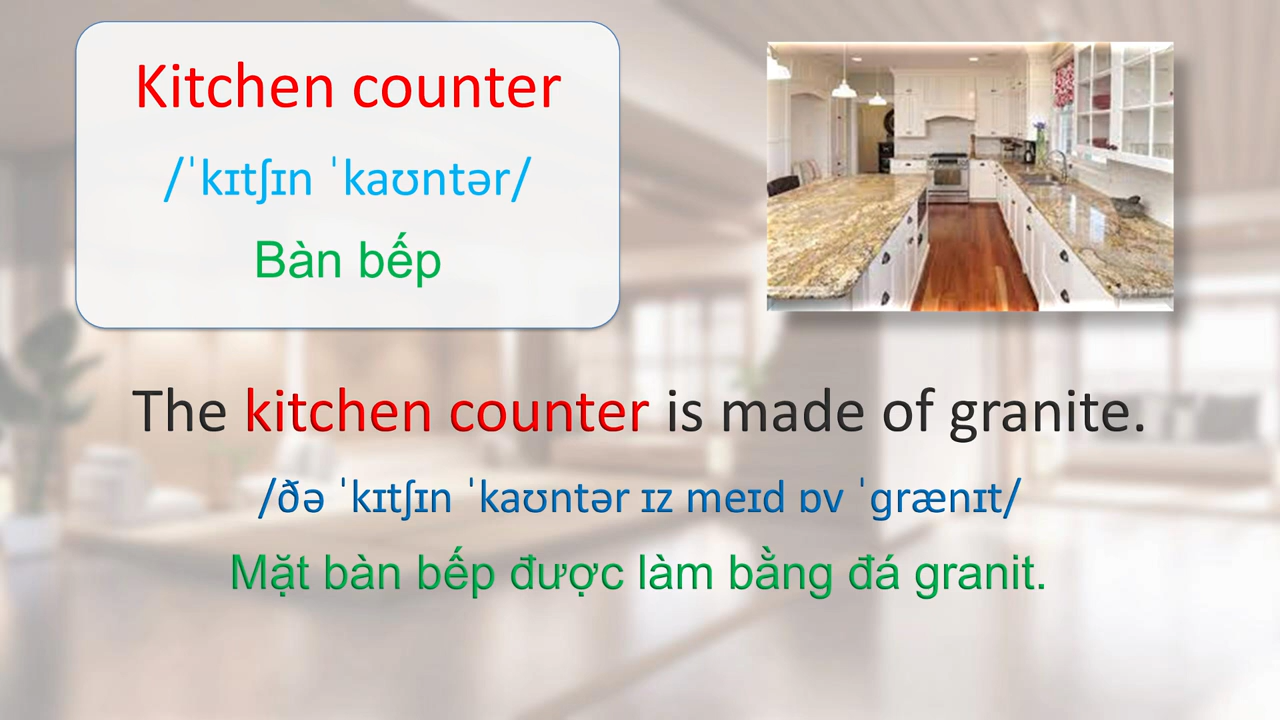 Kitchen counter
/ˈkɪtʃɪn ˈkaʊntər/
Bàn bếp
The kitchen counter is made of granite.
/ðə ˈkɪtʃɪn ˈkaʊntər ɪz meɪd ɒv ˈɡrænɪt/
Mặt bàn bếp được làm bằng đá granit.